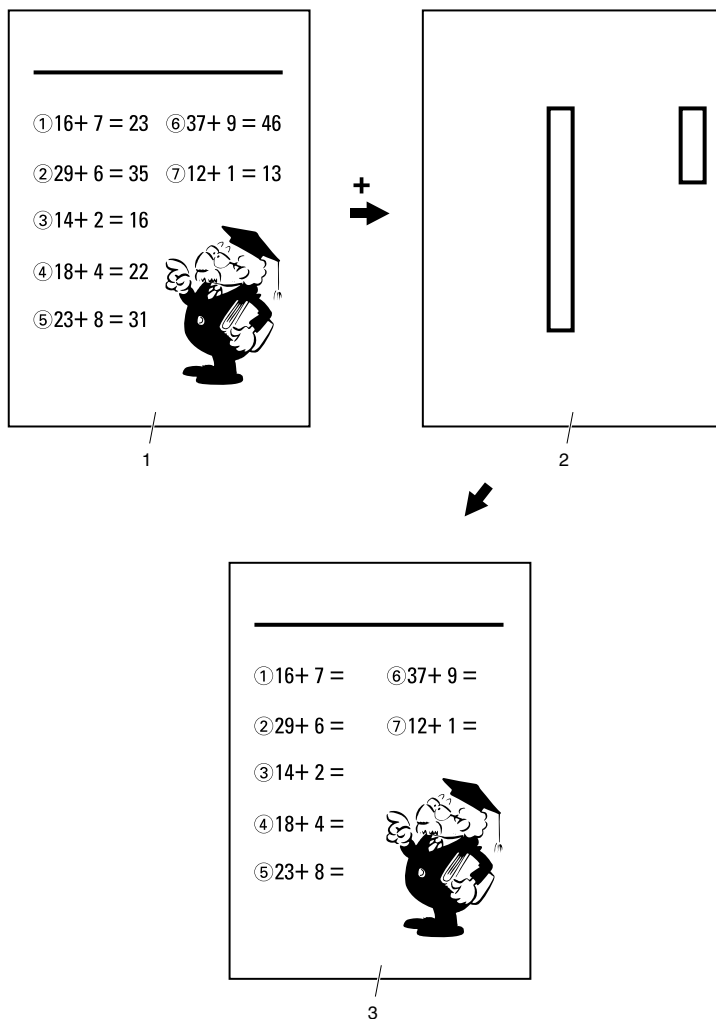 ①16+ 7 = 23 ⑥37+ 9 = 46
②29+ 6 = 35 ⑦12+ 1 = 13
③14+ 2 = 16
④18+ 4 = 22
⑤23+ 8 = 31
+
1
2
①16+ 7 = ⑥37+ 9 =
②29+ 6 = ⑦12+ 1 =
③14+ 2 =
④18+ 4 =
⑤23+ 8 =
3